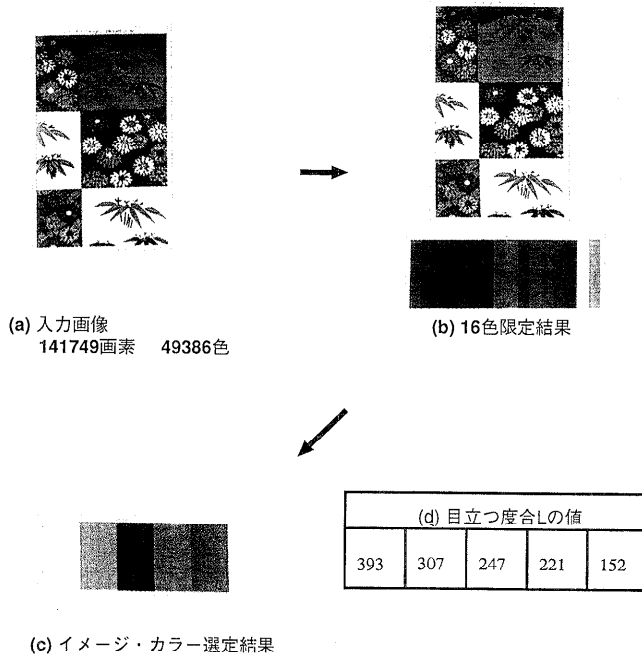 (a) 入力画像
141749画素 49386色
(b) 16色限定結果
(d) 目立つ度合Lの値
393 307 247 221 152
(c) イメージ・カラー選定結果